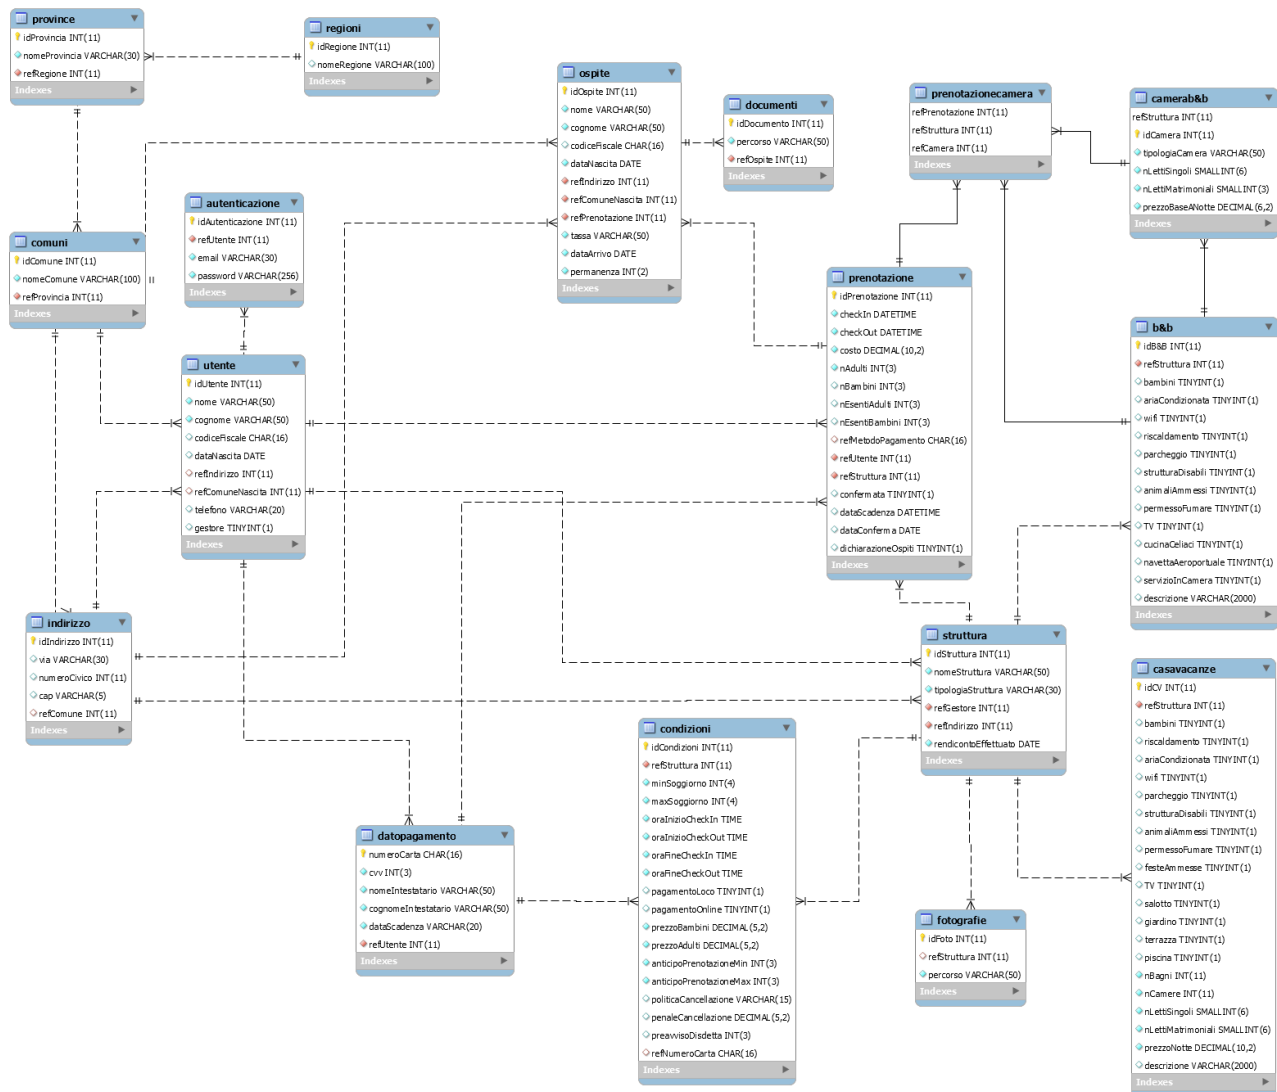 province
idProvincia INT(11)
nomeProvincia VARCHAR(30)
refRegione INT(11)
Indexes
regioni
idRegione INT(11)
nomeRegione VARCHAR(100)
Indexes
ospite
idOspite INT(11)
nome VARCHAR(50)
cognome VARCHAR(50)
codiceFiscale CHAR(16)
dataNascita DATE
refIndirizzo INT(11)
refComuneNascita INT(11)
refPrenotazione INT(11)
tassa VARCHAR(50)
dataArrivo DATE
permanenza INT(2)
Indexes
documenti
idDocumento INT(11)
percorso VARCHAR(50)
refOspite INT(11)
Indexes
prenotazionecamera
refPrenotazione INT(11)
refStruttura INT(11)
refCamera INT(11)
Indexes
camerab&b
refStruttura INT(11)
idCamera INT(11)
tipologiaCamera VARCHAR(50)
nLettiSingoli SMALLINT(6)
nLettiMatrimoniali SMALLINT(3)
prezzoBaseANotte DECIMAL(6,2)
Indexes
autenticazione
idAutenticazione INT(11)
refUtente INT(11)
email VARCHAR(30)
password VARCHAR(256)
Indexes
comuni
idComune INT(11)
nomeComune VARCHAR(100)
refProvincia INT(11)
Indexes
prenotazione
idPrenotazione INT(11)
checkIn DATETIME
checkOut DATETIME
costo DECIMAL(10,2)
nAdulti INT(3)
nBambini INT(3)
nEsentiAdulti INT(3)
nEsentiBambini INT(3)
refMetodoPagamento CHAR(16)
refUtente INT(11)
refStruttura INT(11)
confermata TINYINT(1)
dataScadenza DATETIME
dataConferma DATE
dichiarazioneOspiti TINYINT(1)
Indexes
b&b
idB&B INT(11)
refStruttura INT(11)
bambini TINYINT(1)
ariaCondizionata TINYINT(1)
wifi TINYINT(1)
riscaldamento TINYINT(1)
parcheggio TINYINT(1)
strutturaDisabili TINYINT(1)
animaliAmmessi TINYINT(1)
permessoFumare TINYINT(1)
TV TINYINT(1)
cucinaCeliaci TINYINT(1)
navettaAeroportuale TINYINT(1)
servizioInCamera TINYINT(1)
descrizione VARCHAR(2000)
Indexes
utente
idUtente INT(11)
nome VARCHAR(50)
cognome VARCHAR(50)
codiceFiscale CHAR(16)
dataNascita DATE
refIndirizzo INT(11)
refComuneNascita INT(11)
telefono VARCHAR(20)
gestore TINYINT(1)
Indexes
indirizzo
idIndirizzo INT(11)
via VARCHAR(30)
numeroCivico INT(11)
cap VARCHAR(5)
refComune INT(11)
Indexes
struttura
idStruttura INT(11)
nomeStruttura VARCHAR(50)
tipologiaStruttura VARCHAR(30)
refGestore INT(11)
refIndirizzo INT(11)
rendicontoEffettuato DATE
Indexes
casavacanze
idCV INT(11)
refStruttura INT(11)
bambini TINYINT(1)
riscaldamento TINYINT(1)
ariaCondizionata TINYINT(1)
wifi TINYINT(1)
parcheggio TINYINT(1)
strutturaDisabili TINYINT(1)
animaliAmmessi TINYINT(1)
permessoFumare TINYINT(1)
festeAmmesse TINYINT(1)
TV TINYINT(1)
salotto TINYINT(1)
giardino TINYINT(1)
terrazza TINYINT(1)
piscina TINYINT(1)
nBagni INT(11)
nCamere INT(11)
nLettiSingoli SMALLINT(6)
nLettiMatrimoniali SMALLINT(6)
prezzoNotte DECIMAL(10,2)
descrizione VARCHAR(2000)
Indexes
condizioni
idCondizioni INT(11)
refStruttura INT(11)
minSoggiorno INT(4)
maxSoggiorno INT(4)
oraInizioCheckIn TIME
oraInizioCheckOut TIME
oraFineCheckIn TIME
oraFineCheckOut TIME
pagamentoLoco TINYINT(1)
pagamentoOnline TINYINT(1)
prezzoBambini DECIMAL(5,2)
prezzoAdulti DECIMAL(5,2)
anticipoPrenotazioneMin INT(3)
anticipoPrenotazioneMax INT(3)
politicaCancellazione VARCHAR(15)
penaleCancellazione DECIMAL(5,2)
preavvisoDisdetta INT(3)
refNumeroCarta CHAR(16)
Indexes
datopagamento
numeroCarta CHAR(16)
cvv INT(3)
nomeIntestatario VARCHAR(50)
cognomeIntestatario VARCHAR(50)
dataScadenza VARCHAR(20)
refUtente INT(11)
Indexes
fotografie
idFoto INT(11)
refStruttura INT(11)
percorso VARCHAR(50)
Indexes